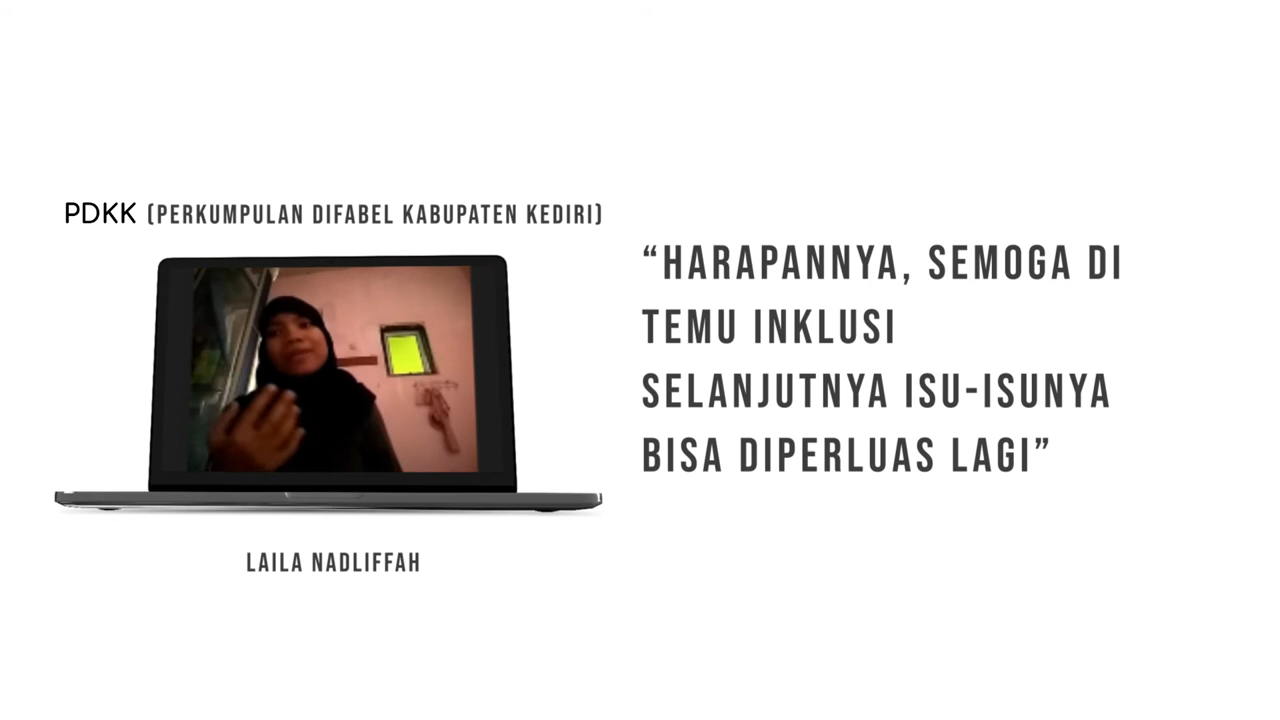 PDKK (PERKUMPULAN DIFABEL KABUPATEN KEDIRI)
“HARAPANNYA, SEMOGA DI
TEMU INKLUSI
SELANJUTNYA ISU-ISUNYA
BISA DIPERLUAS LAGI”
LAILA NADLIFFAH